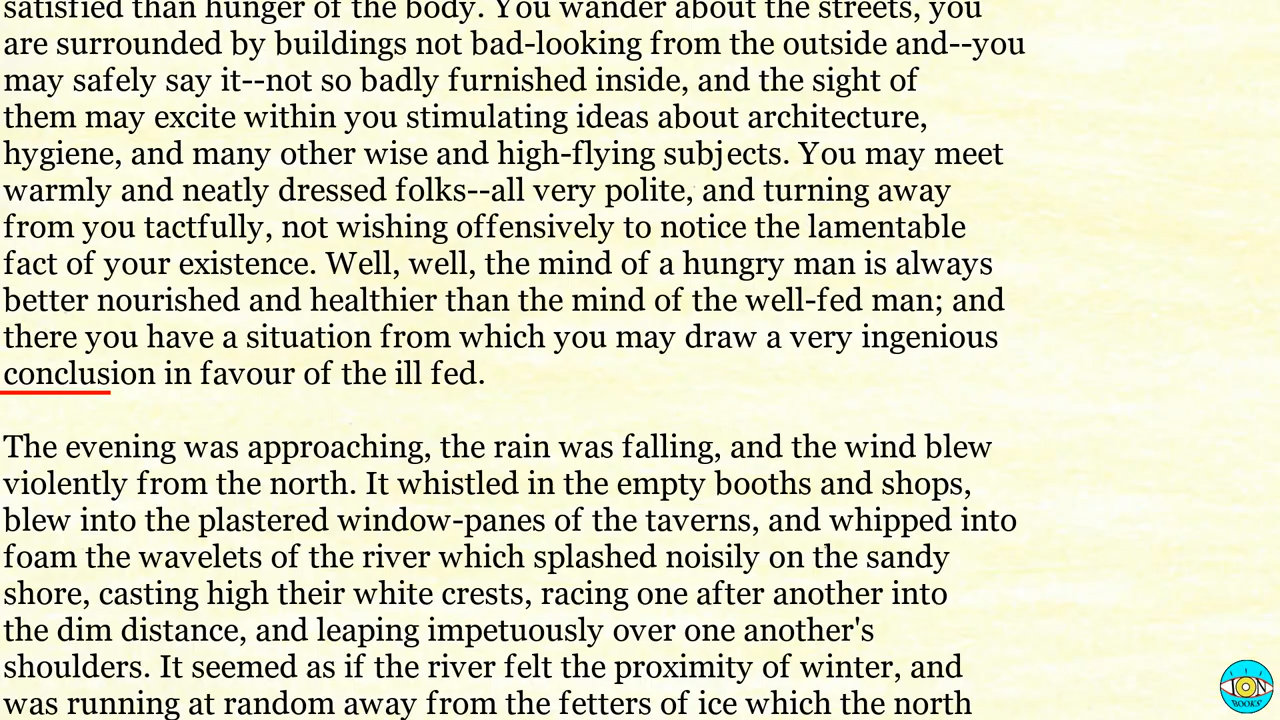 satisfied than hunger of the body. You wander about the streets, you
are surrounded by buildings not bad-looking from the outside and--you
may safely say it--not so badly furnished inside, and the sight of
them may excite within you stimulating ideas about architecture,
hygiene, and many other wise and high-flying subjects. You may meet
warmly and neatly dressed folks--all very polite, and turning away
from you tactfully, not wishing offensively to notice the lamentable
fact of your existence. Well, well, the mind of a hungry man is always
better nourished and healthier than the mind of the well-fed man; and
there you have a situation from which you may draw a very ingenious
conclusion in favour of the ill fed.
The evening was approaching, the rain was falling, and the wind blew
violently from the north. It whistled in the empty booths and shops,
blew into the plastered window-panes of the taverns, and whipped into
foam the wavelets of the river which splashed noisily on the sandy
shore, casting high their white crests, racing one after another into
the dim distance, and leaping impetuously over one another's
shoulders. It seemed as if the river felt the proximity of winter, and
was running at random away from the fetters of ice which the north
ION
BOOKS